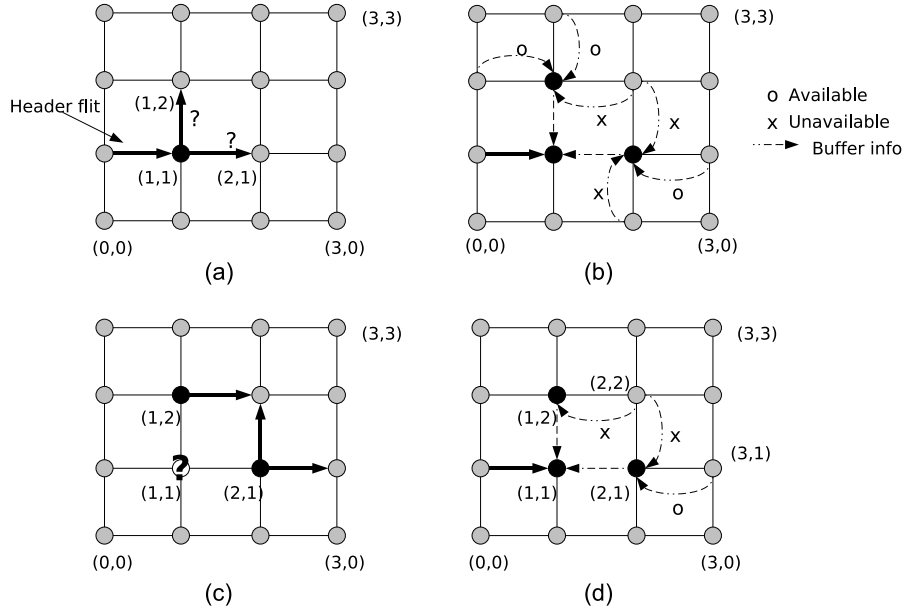 (3,3)
Header flit
(1,2)
?
?
(1,1)
(2,1)
(0,0)
(3,0)
(a)
(3,3)
o
o
x
x
x
o
(0,0)
(3,0)
(b)
o Available
x Unavailable
Buffer info
(3,3)
(1,2)
?
(1,1)
(2,1)
(0,0)
(3,0)
(c)
(3,3)
(2,2)
(1,2)
x
x
(3,1)
(1,1)
(2,1)
o
(0,0)
(3,0)
(d)